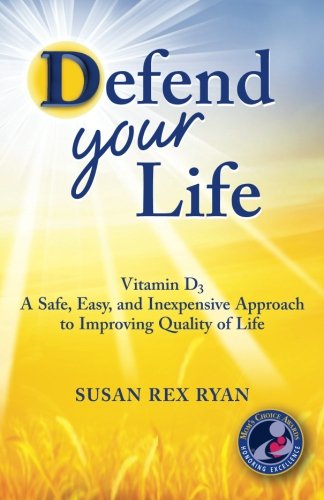 Defend
your
Life
Vitamin D₃
A Safe, Easy, and Inexpensive Approach
to Improving Quality of Life
SUSAN REX RYAN
MOM'S CHOICE AWARDS
HONORING EXCELLENCE